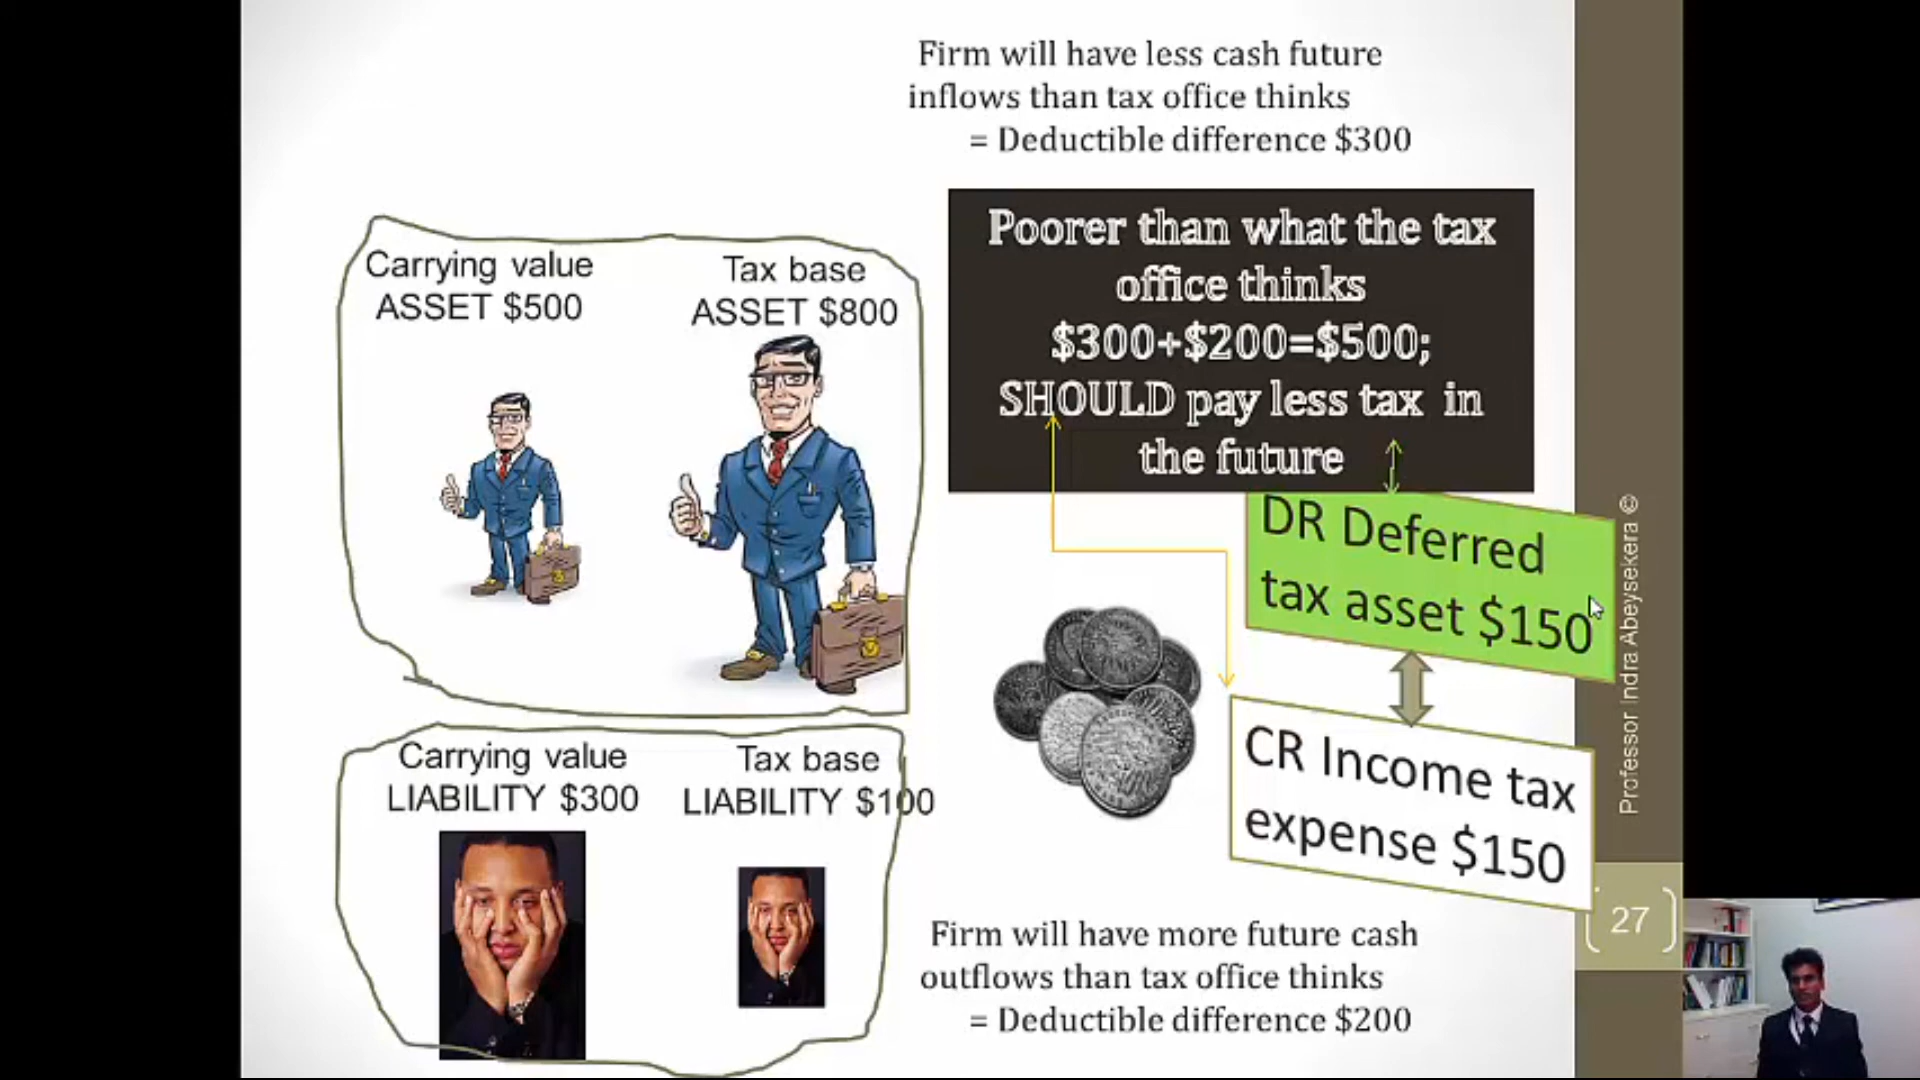 Firm will have less cash future
inflows than tax office thinks
= Deductible difference $300
Carrying value
ASSET $500
Tax base
ASSET $800
Poorer than what the tax
office thinks
$300+$200=$500;
SHOULD pay less tax in
the future
DR Deferred
tax asset $150
CR Income tax
expense $150
Carrying value
LIABILITY $300
Tax base
LIABILITY $100
Firm will have more future cash
outflows than tax office thinks
= Deductible difference $200
Professor Indra Abeysekera ©
27